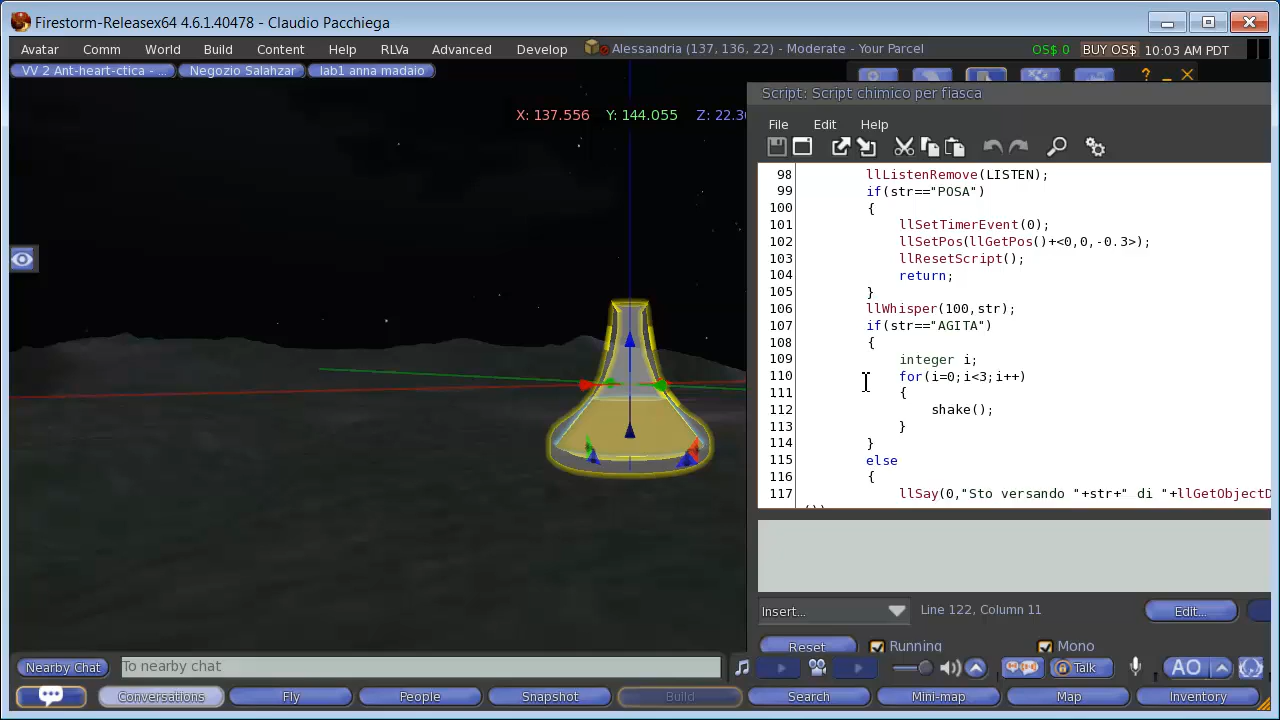 Firestorm-Releasex64 4.6.1.40478 - Claudio Pacchiega
Avatar Comm World Build Content Help RLVa Advanced Develop Alessandria (137, 136, 22) - Moderate - Your Parcel OS$ 0 BUY OS$ 10:03 AM PDT
VV 2 Ant-heart-ctica - ... Negozio Salahzar lab1 anna madaio
? _
Script: Script chimico per fiasca
X: 137.556 Y: 144.055 Z: 22.3
File Edit Help
98 llListenRemove(LISTEN);
99 if(str=="POSA")
100 {
101 llSetTimerEvent(0);
102 llSetPos(llGetPos()+<0,0,-0.3>);
103 llResetScript();
104 return;
105 }
106 llWhisper(100,str);
107 if(str=="AGITA")
108 {
109 integer i;
110 for(i=0;i<3;i++)
111 {
112 shake();
113 }
114 }
115 else
116 {
117 llSay(0,"Sto versando "+str+" di "+llGetObjectD
Insert... Line 122, Column 11 Edit...
Reset Running Mono
Nearby Chat To nearby chat Talk AO
Conversations Fly People Snapshot Build Search Mini-map Map Inventory